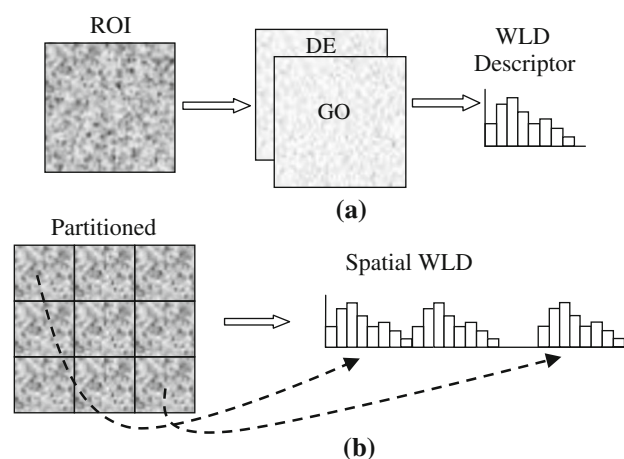 ROI
DE
GO
WLD
Descriptor
(a)
Partitioned
Spatial WLD
(b)